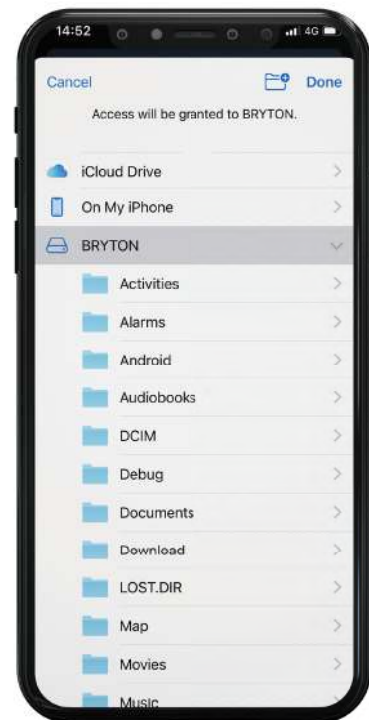 14:52 4G
Cancel Done
Access will be granted to BRYTON.
iCloud Drive
On My iPhone
BRYTON
Activities
Alarms
Android
Audiobooks
DCIM
Debug
Documents
Download
LOST.DIR
Map
Movies
Music